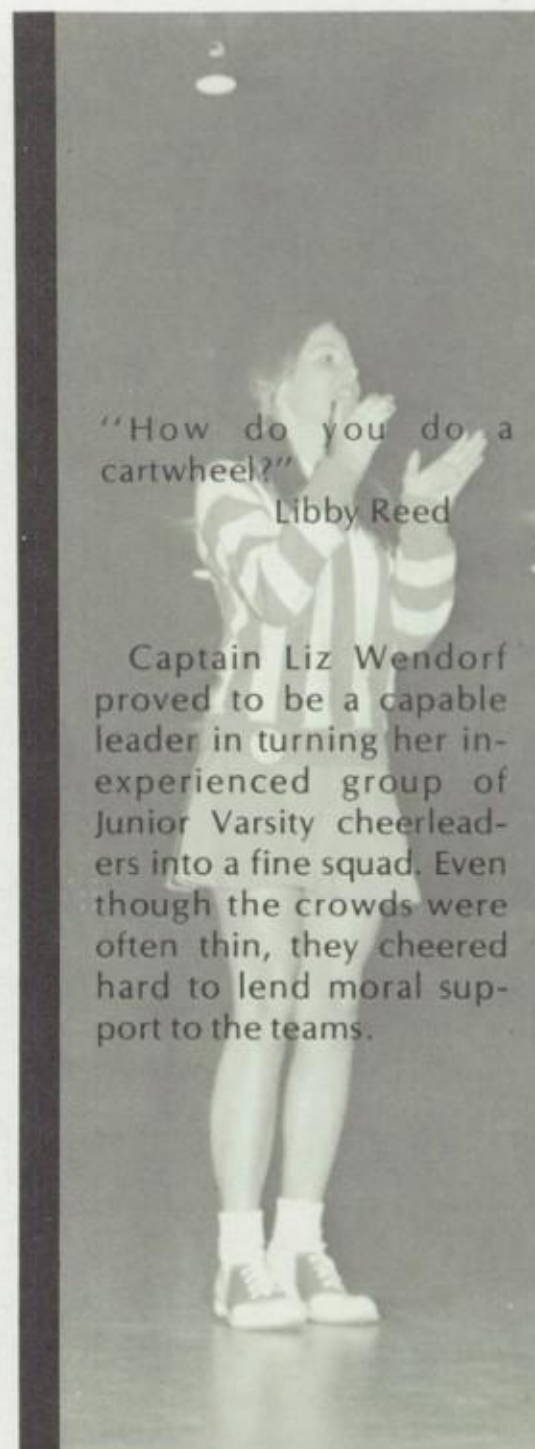 "How do you do a
cartwheel?"
Libby Reed
Captain Liz Wendorf
proved to be a capable
leader in turning her in-
experienced group of
Junior Varsity cheerlead-
ers into a fine squad. Even
though the crowds were
often thin, they cheered
hard to lend moral sup-
port to the teams.